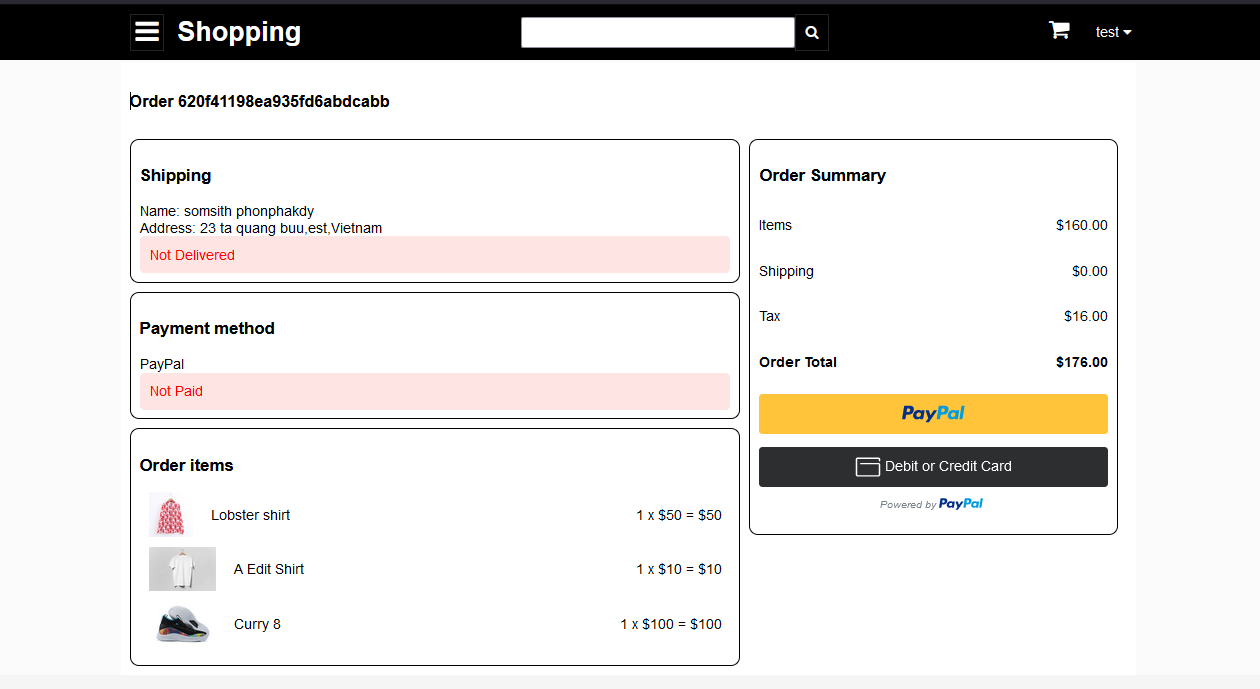 Shopping
test
Order 620f41198ea935fd6abdcabb
Shipping
Name: somsith phonphakdy
Address: 23 ta quang buu,est,Vietnam
Not Delivered
Payment method
PayPal
Not Paid
Order items
Lobster shirt 1 x $50 = $50
A Edit Shirt 1 x $10 = $10
Curry 8 1 x $100 = $100
Order Summary
Items $160.00
Shipping $0.00
Tax $16.00
Order Total $176.00
PayPal
Debit or Credit Card
Powered by PayPal